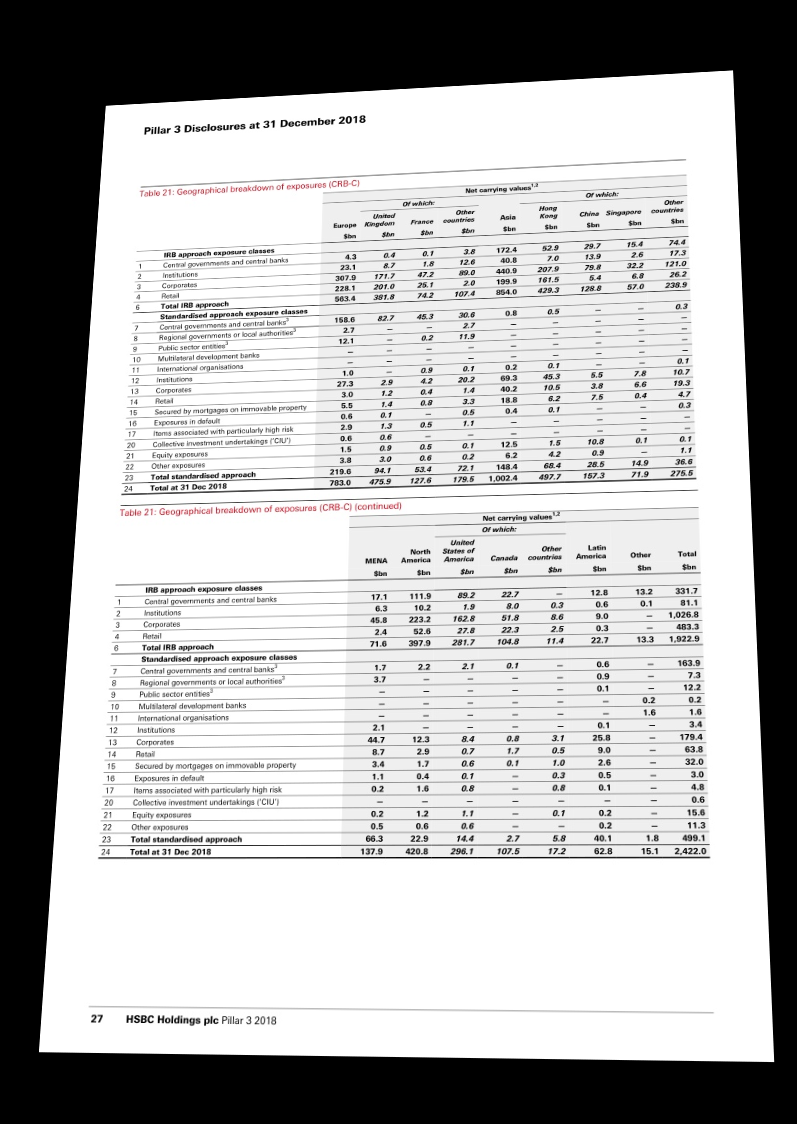 Pillar 3 Disclosures at 31 December 2018
Table 21: Geographical breakdown of exposures (CRB-C)
Net carrying values1,2
Of which: Of which:
Europe United Kingdom France Other countries Asia Hong Kong China Singapore Other countries
$bn $bn $bn $bn $bn $bn $bn $bn $bn
IRB approach exposure classes
1 Central governments and central banks 4.3 0.4 0.1 3.8 172.4 52.9 29.7 15.4 74.4
2 Institutions 23.1 8.7 1.8 12.6 40.8 7.0 13.9 2.6 17.3
3 Corporates 307.9 171.7 47.2 89.0 440.9 207.9 79.8 32.2 121.0
4 Retail 228.1 201.0 25.1 2.0 199.9 161.5 5.4 6.8 26.2
6 Total IRB approach 563.4 381.8 74.2 107.4 854.0 429.3 128.8 57.0 238.9
Standardised approach exposure classes
7 Central governments and central banks3 158.6 82.7 45.3 30.6 0.8 0.5 – – 0.3
8 Regional governments or local authorities3 2.7 – – 2.7 – – – – –
9 Public sector entities3 12.1 – 0.2 11.9 – – – – –
10 Multilateral development banks – – – – – – – – –
11 International organisations – – – – – – – – –
12 Institutions 1.0 – 0.9 0.1 0.2 0.1 – – 0.1
13 Corporates 27.3 2.9 4.2 20.2 69.3 45.3 5.5 7.8 10.7
14 Retail 3.0 1.2 0.4 1.4 40.2 10.5 3.8 6.6 19.3
15 Secured by mortgages on immovable property 5.5 1.4 0.8 3.3 18.8 6.2 7.5 0.4 4.7
16 Exposures in default 0.6 0.1 – 0.5 0.4 0.1 – – 0.3
17 Items associated with particularly high risk 2.9 1.3 0.5 1.1 – – – – –
20 Collective investment undertakings ('CIU') 0.6 0.6 – – – – – – –
21 Equity exposures 1.5 0.9 0.5 0.1 12.5 1.5 10.8 0.1 0.1
22 Other exposures 3.8 3.0 0.6 0.2 6.2 4.2 0.9 – 1.1
23 Total standardised approach 219.6 94.1 53.4 72.1 148.4 68.4 28.5 14.9 36.6
24 Total at 31 Dec 2018 783.0 475.9 127.6 179.5 1,002.4 497.7 157.3 71.9 275.5
Table 21: Geographical breakdown of exposures (CRB-C) (continued)
Net carrying values1,2
Of which:
MENA North America United States of America Canada Other countries Latin America Other Total
$bn $bn $bn $bn $bn $bn $bn $bn
IRB approach exposure classes
1 Central governments and central banks 17.1 111.9 89.2 22.7 – 12.8 13.2 331.7
2 Institutions 6.3 10.2 1.9 8.0 0.3 0.6 0.1 81.1
3 Corporates 45.8 223.2 162.8 51.8 8.6 9.0 – 1,026.8
4 Retail 2.4 52.6 27.8 22.3 2.5 0.3 – 483.3
6 Total IRB approach 71.6 397.9 281.7 104.8 11.4 22.7 13.3 1,922.9
Standardised approach exposure classes
7 Central governments and central banks3 1.7 2.2 2.1 0.1 – 0.6 – 163.9
8 Regional governments or local authorities3 3.7 – – – – 0.9 – 7.3
9 Public sector entities3 – – – – – 0.1 – 12.2
10 Multilateral development banks – – – – – – 0.2 0.2
11 International organisations – – – – – – 1.6 1.6
12 Institutions 2.1 – – – – 0.1 – 3.4
13 Corporates 44.7 12.3 8.4 0.8 3.1 25.8 – 179.4
14 Retail 8.7 2.9 0.7 1.7 0.5 9.0 – 63.8
15 Secured by mortgages on immovable property 3.4 1.7 0.6 0.1 1.0 2.6 – 32.0
16 Exposures in default 1.1 0.4 0.1 – 0.3 0.5 – 3.0
17 Items associated with particularly high risk 0.2 1.6 0.8 – 0.8 0.1 – 4.8
20 Collective investment undertakings ('CIU') – – – – – – – 0.6
21 Equity exposures 0.2 1.2 1.1 – 0.1 0.2 – 15.6
22 Other exposures 0.5 0.6 0.6 – – 0.2 – 11.3
23 Total standardised approach 66.3 22.9 14.4 2.7 5.8 40.1 1.8 499.1
24 Total at 31 Dec 2018 137.9 420.8 296.1 107.5 17.2 62.8 15.1 2,422.0
27 HSBC Holdings plc Pillar 3 2018